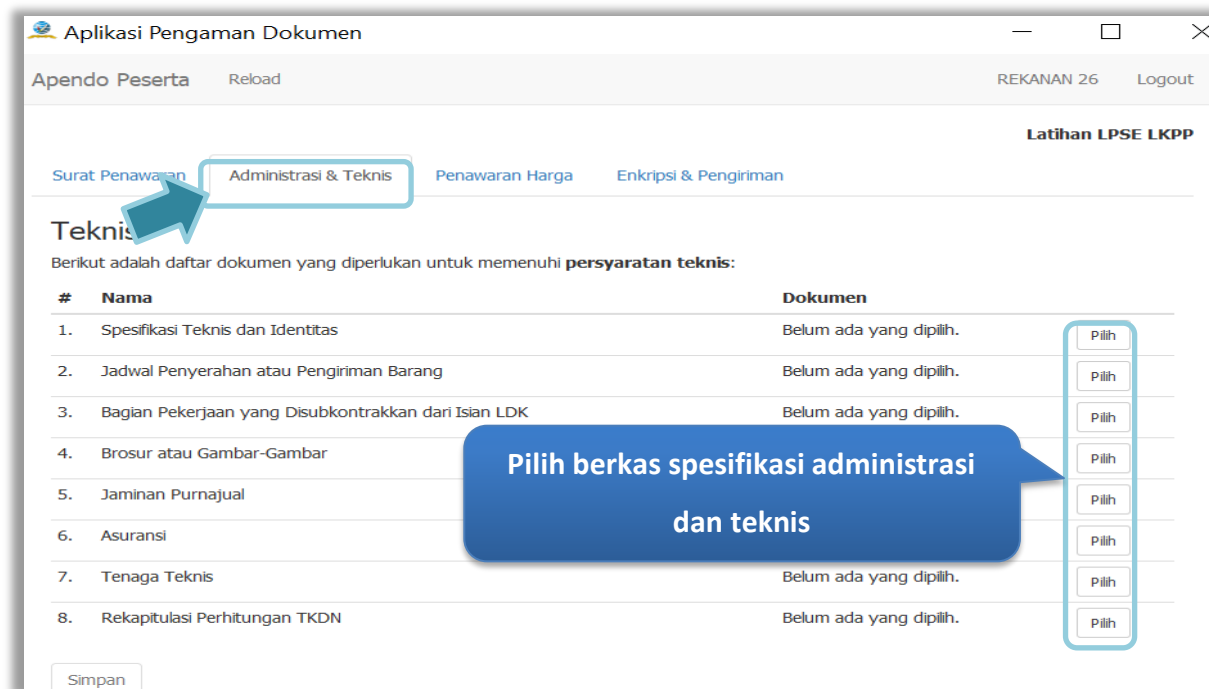 Aplikasi Pengaman Dokumen
Apendo Peserta Reload REKANAN 26 Logout
Latihan LPSE LKPP
Surat Penawaran Administrasi & Teknis Penawaran Harga Enkripsi & Pengiriman
Teknis
Berikut adalah daftar dokumen yang diperlukan untuk memenuhi persyaratan teknis:
# Nama Dokumen
1. Spesifikasi Teknis dan Identitas Belum ada yang dipilih. Pilih
2. Jadwal Penyerahan atau Pengiriman Barang Belum ada yang dipilih. Pilih
3. Bagian Pekerjaan yang Disubkontrakkan dari Isian LDK Belum ada yang dipilih. Pilih
4. Brosur atau Gambar-Gambar Pilih
5. Jaminan Purnajual Pilih
6. Asuransi Pilih
7. Tenaga Teknis Belum ada yang dipilih. Pilih
8. Rekapitulasi Perhitungan TKDN Belum ada yang dipilih. Pilih
Pilih berkas spesifikasi administrasi
dan teknis
Simpan